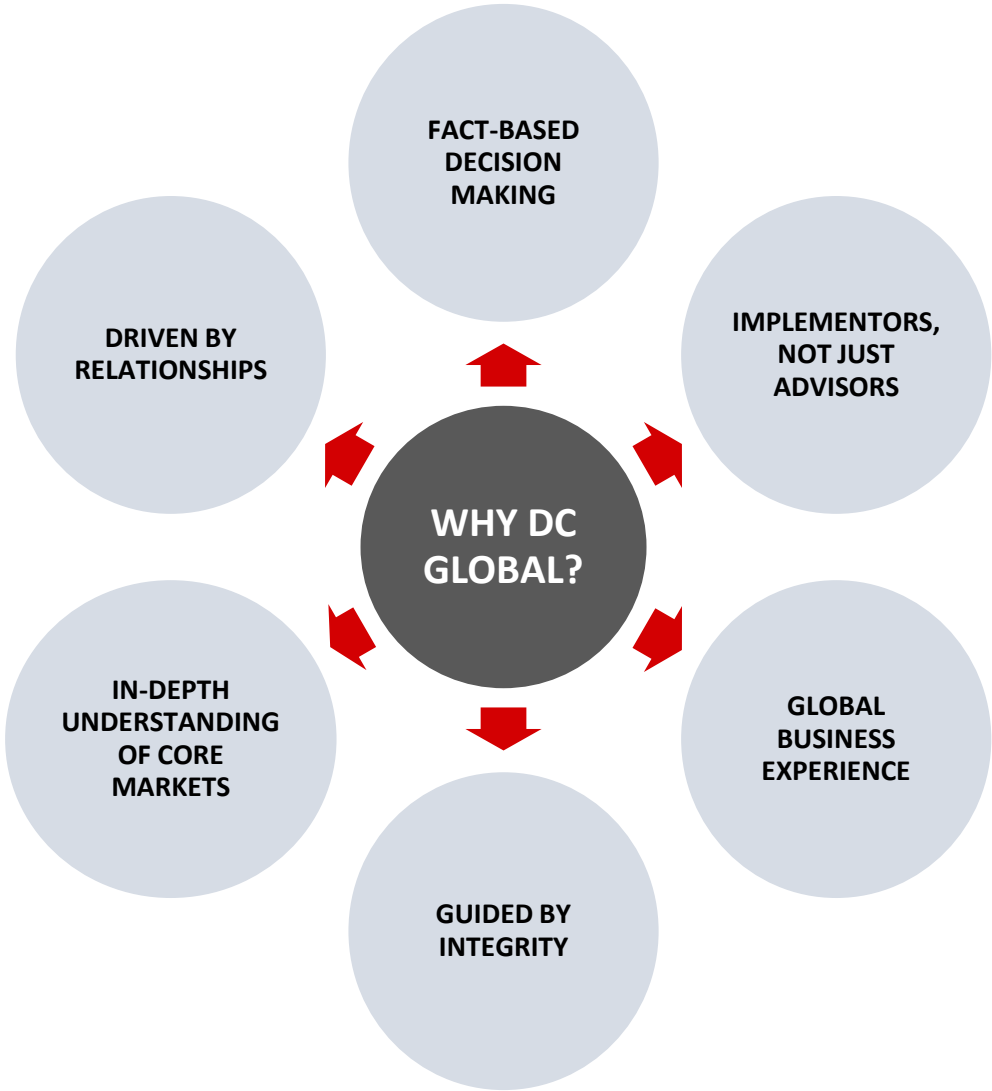 FACT-BASED
DECISION
MAKING
IMPLEMENTORS,
NOT JUST
ADVISORS
GLOBAL
BUSINESS
EXPERIENCE
GUIDED BY
INTEGRITY
IN-DEPTH
UNDERSTANDING
OF CORE
MARKETS
DRIVEN BY
RELATIONSHIPS
WHY DC
GLOBAL?